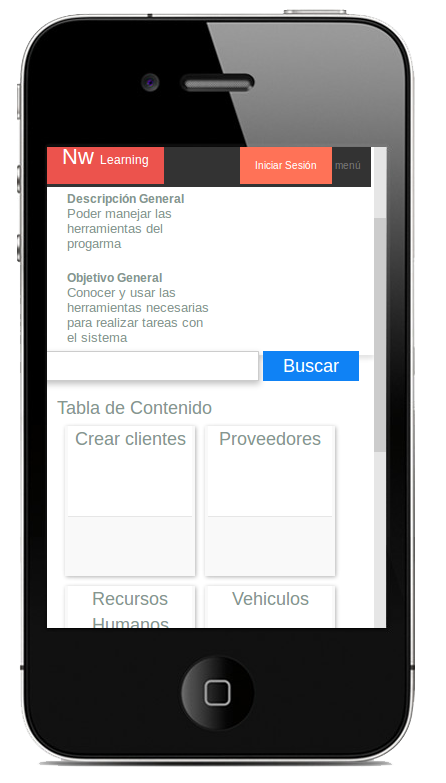 Nw Learning
Iniciar Sesión
menú
Descripción General
Poder manejar las
herramientas del
progarma
Objetivo General
Conocer y usar las
herramientas necesarias
para realizar tareas con
el sistema
Buscar
Tabla de Contenido
Crear clientes
Proveedores
Recursos
Humanos
Vehiculos